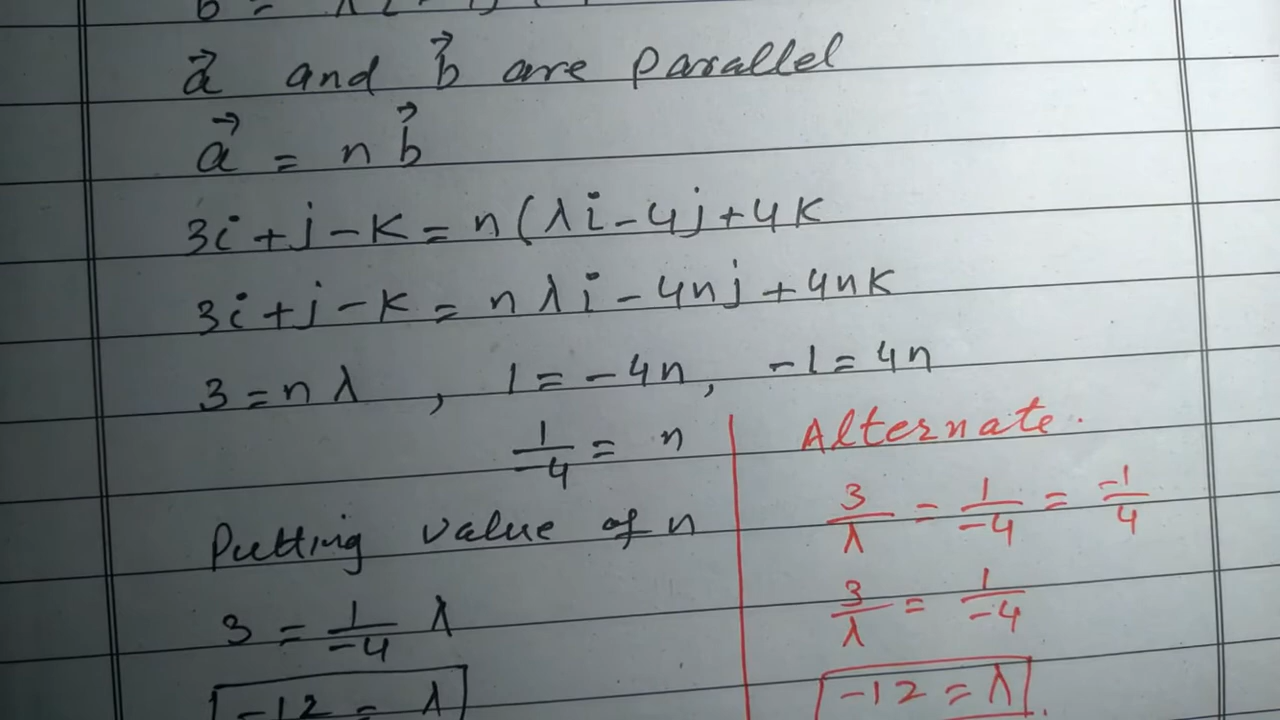 a⃗ and b⃗ are parallel
a⃗ = n b⃗
3i + j - k = n(λi - 4j + 4k
3i + j - k = nλi - 4nj + 4nk
3 = nλ , 1 = -4n, -1 = 4n
1/-4 = n
Putting value of n
3 = 1/-4 λ
-12 = λ
Alternate.
3/λ = 1/-4 = -1/4
3/λ = 1/-4
-12 = λ.